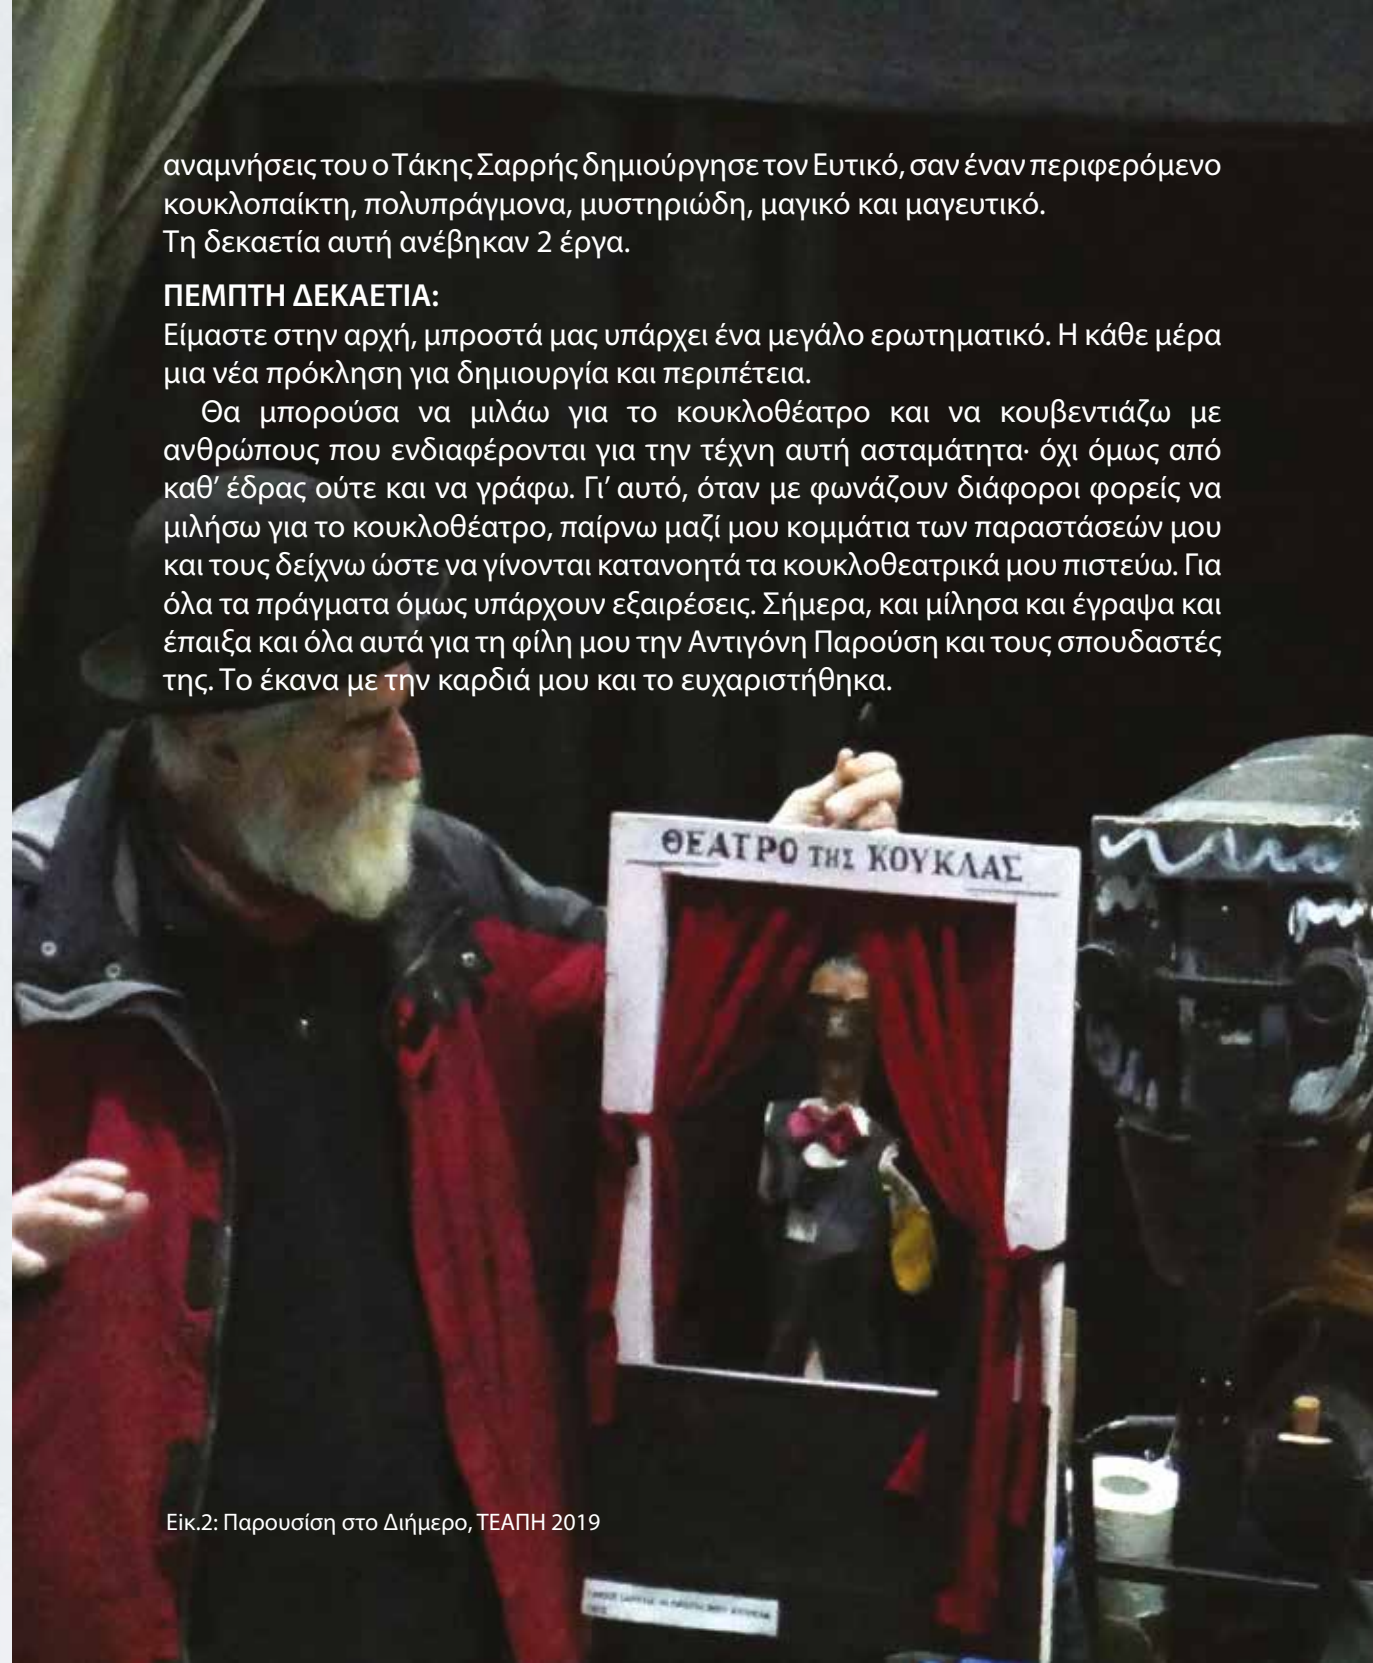 αναμνήσεις του ο Τάκης Σαρρής δημιούργησε τον Ευτικό, σαν έναν περιφερόμενο
κουκλοπαίκτη, πολυπράγμονα, μυστηριώδη, μαγικό και μαγευτικό.
Τη δεκαετία αυτή ανέβηκαν 2 έργα.
ΠΕΜΠΤΗ ΔΕΚΑΕΤΙΑ:
Είμαστε στην αρχή, μπροστά μας υπάρχει ένα μεγάλο ερωτηματικό. Η κάθε μέρα
μια νέα πρόκληση για δημιουργία και περιπέτεια.
Θα μπορούσα να μιλάω για το κουκλοθέατρο και να κουβεντιάζω με
ανθρώπους που ενδιαφέρονται για την τέχνη αυτή ασταμάτητα· όχι όμως από
καθ’ έδρας ούτε και να γράφω. Γι’ αυτό, όταν με φωνάζουν διάφοροι φορείς να
μιλήσω για το κουκλοθέατρο, παίρνω μαζί μου κομμάτια των παραστάσεών μου
και τους δείχνω ώστε να γίνονται κατανοητά τα κουκλοθεατρικά μου πιστεύω. Για
όλα τα πράγματα όμως υπάρχουν εξαιρέσεις. Σήμερα, και μίλησα και έγραψα και
έπαιξα και όλα αυτά για τη φίλη μου την Αντιγόνη Παρούση και τους σπουδαστές
της. Το έκανα με την καρδιά μου και το ευχαριστήθηκα.
ΘΕΑΤΡΟ ΤΗΣ ΚΟΥΚΛΑΣ
Εiκ.2: Παρουσίση στο Διήμερο, ΤΕΑΠΗ 2019